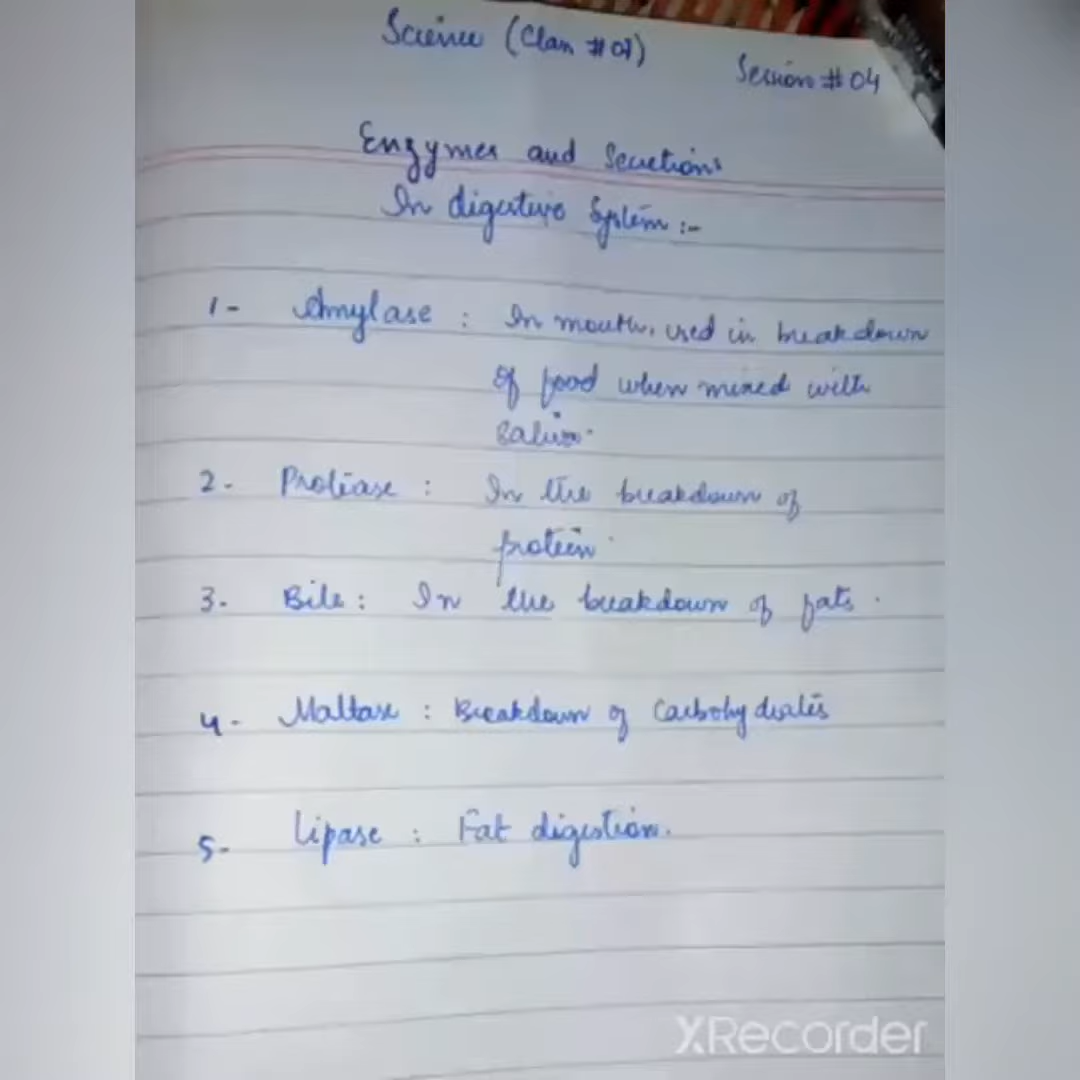 Science (Class #07)
Session #04
Enzymes and Secretions
In digestive System :-
1- Amylase : In mouth, used in breakdown
of food when mixed with
saliva.
2- Protease : In the breakdown of
protein.
3- Bile : In the breakdown of fats.
4- Maltase : Breakdown of Carbohydrates
5- Lipase : Fat digestion.
XRecorder